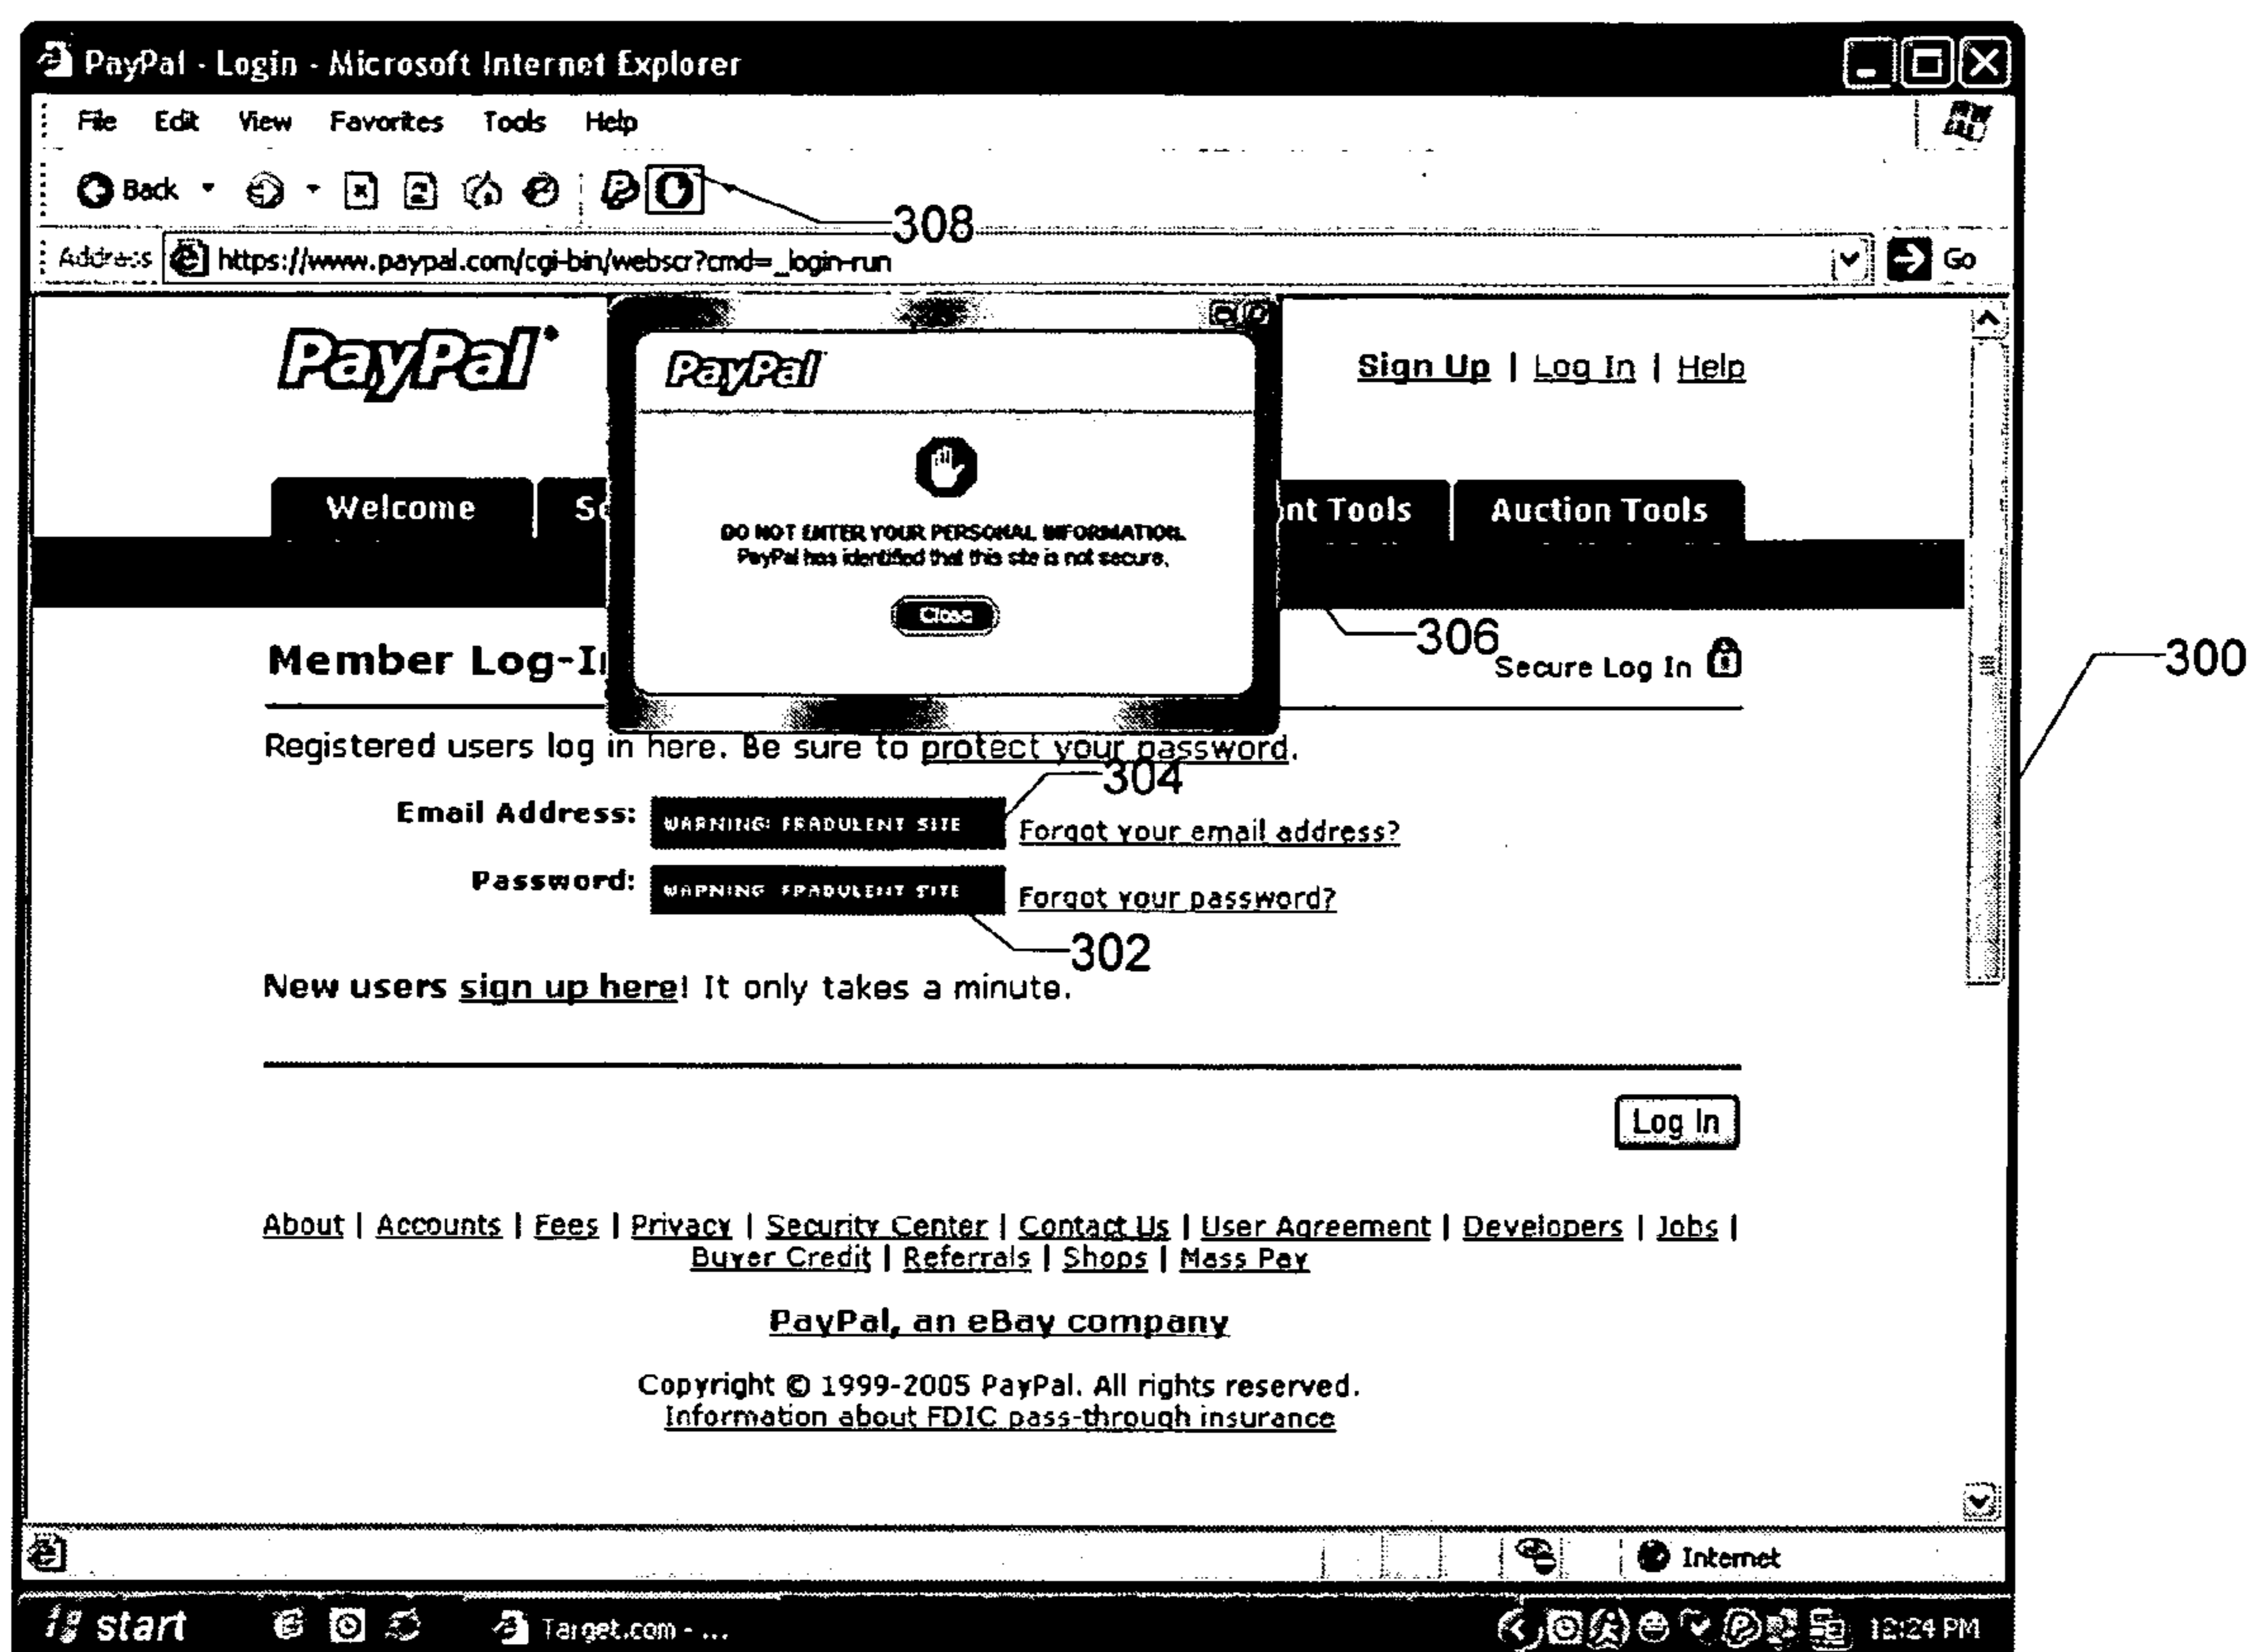 PayPal - Login - Microsoft Internet Explorer
File Edit View Favorites Tools Help
Back
308
Address https://www.paypal.com/cgi-bin/webscr?cmd=_login-run Go
PayPal
PayPal
Sign Up | Log In | Help
DO NOT ENTER YOUR PERSONAL INFORMATION.
PayPal has identified that this site is not secure.
Close
Welcome Se nt Tools Auction Tools
306
300
Member Log-In Secure Log In
Registered users log in here. Be sure to protect your password.
304
Email Address: WARNING: FRADULENT SITE Forgot your email address?
Password: WARNING: FRADULENT SITE Forgot your password?
302
New users sign up here! It only takes a minute.
Log In
About | Accounts | Fees | Privacy | Security Center | Contact Us | User Agreement | Developers | Jobs |
Buyer Credit | Referrals | Shops | Mass Pay
PayPal, an eBay company
Copyright © 1999-2005 PayPal. All rights reserved.
Information about FDIC pass-through insurance
Internet
start Target.com - ... 12:24 PM